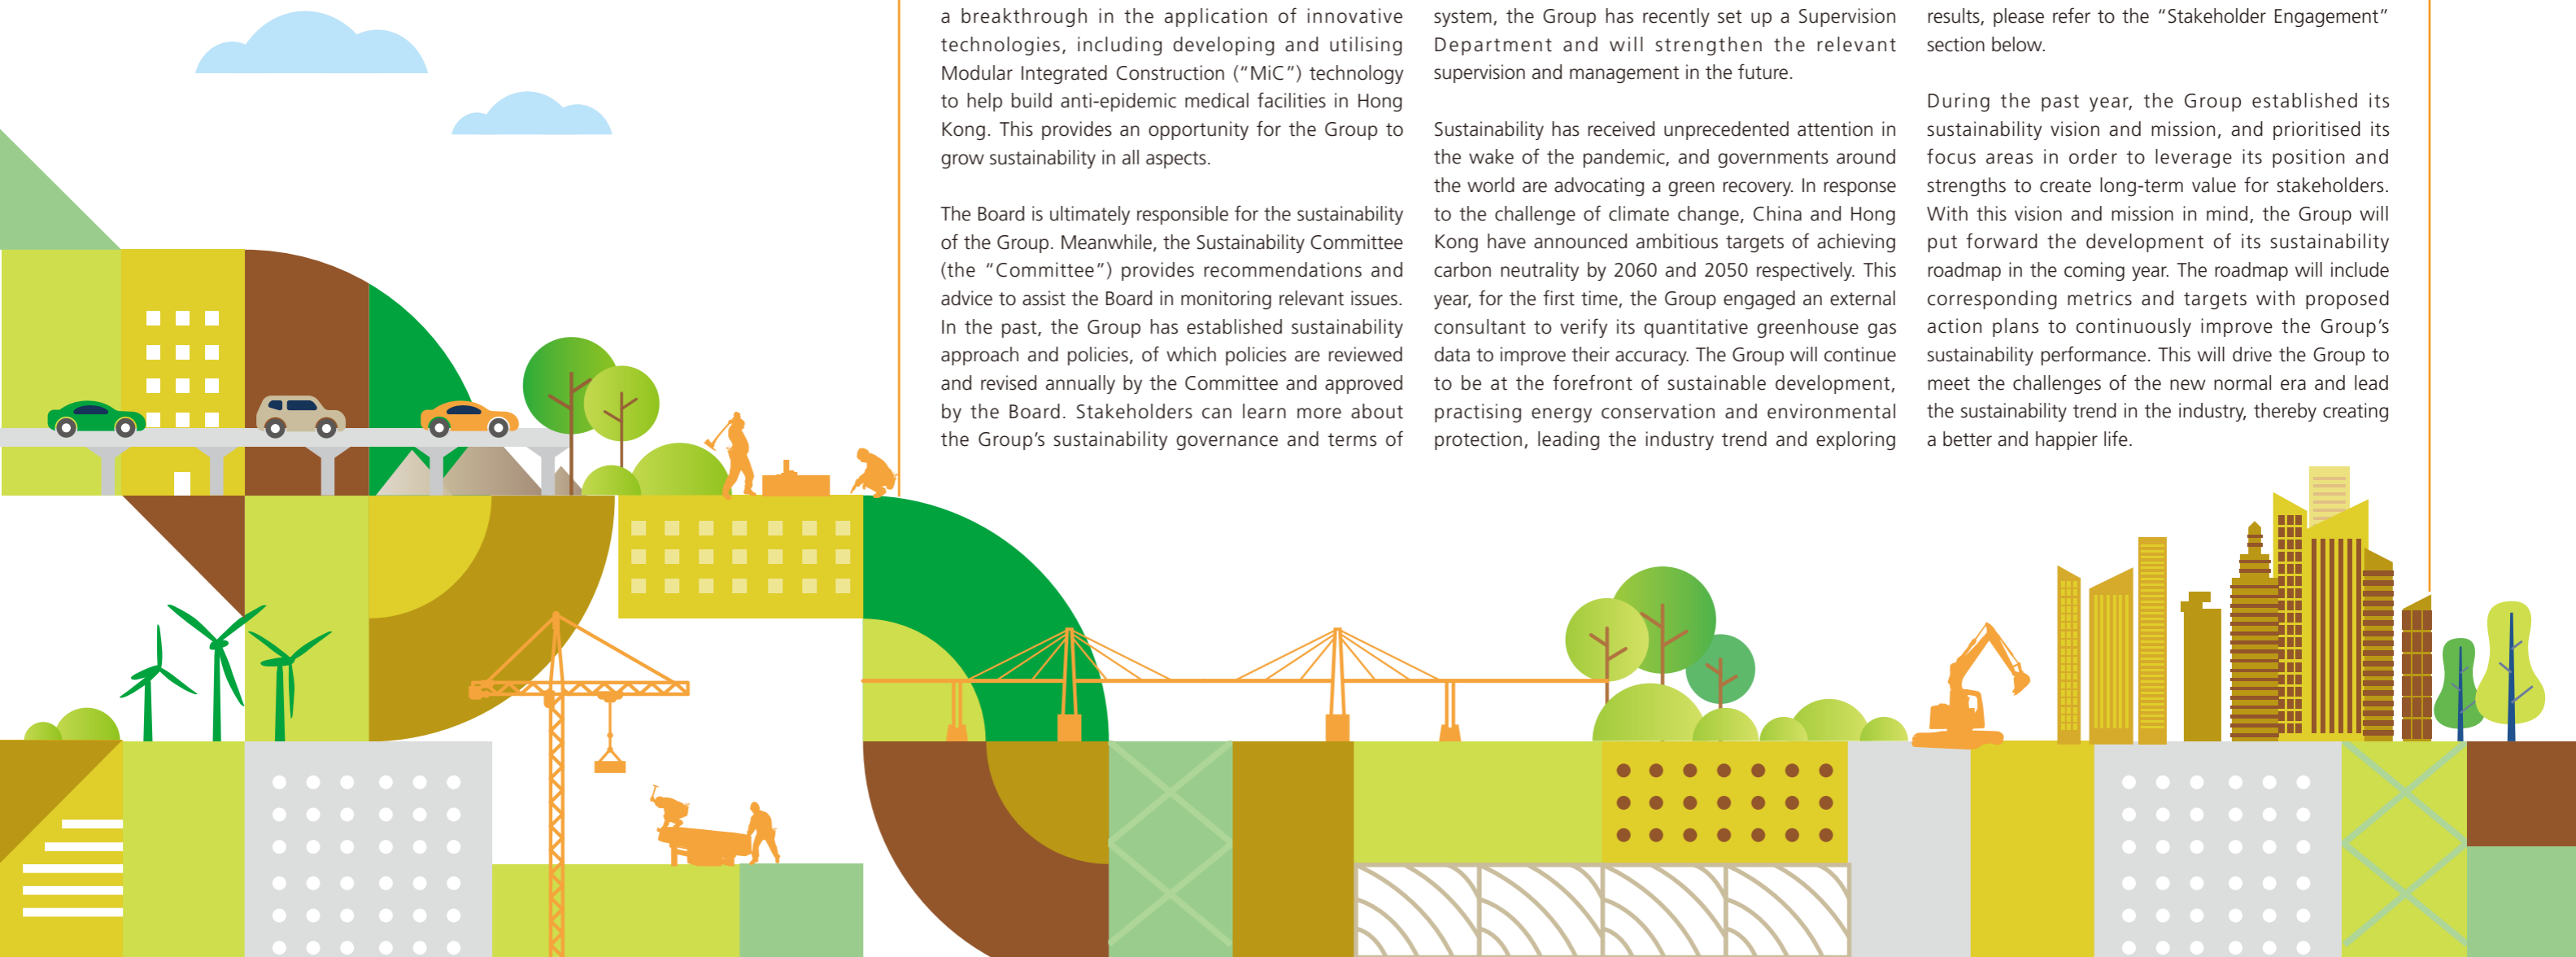 a breakthrough in the application of innovative
technologies, including developing and utilising
Modular Integrated Construction (“MiC”) technology
to help build anti-epidemic medical facilities in Hong
Kong. This provides an opportunity for the Group to
grow sustainability in all aspects.
The Board is ultimately responsible for the sustainability
of the Group. Meanwhile, the Sustainability Committee
(the “Committee”) provides recommendations and
advice to assist the Board in monitoring relevant issues.
In the past, the Group has established sustainability
approach and policies, of which policies are reviewed
and revised annually by the Committee and approved
by the Board. Stakeholders can learn more about
the Group’s sustainability governance and terms of
system, the Group has recently set up a Supervision
Department and will strengthen the relevant
supervision and management in the future.
Sustainability has received unprecedented attention in
the wake of the pandemic, and governments around
the world are advocating a green recovery. In response
to the challenge of climate change, China and Hong
Kong have announced ambitious targets of achieving
carbon neutrality by 2060 and 2050 respectively. This
year, for the first time, the Group engaged an external
consultant to verify its quantitative greenhouse gas
data to improve their accuracy. The Group will continue
to be at the forefront of sustainable development,
practising energy conservation and environmental
protection, leading the industry trend and exploring
results, please refer to the “Stakeholder Engagement”
section below.
During the past year, the Group established its
sustainability vision and mission, and prioritised its
focus areas in order to leverage its position and
strengths to create long-term value for stakeholders.
With this vision and mission in mind, the Group will
put forward the development of its sustainability
roadmap in the coming year. The roadmap will include
corresponding metrics and targets with proposed
action plans to continuously improve the Group’s
sustainability performance. This will drive the Group to
meet the challenges of the new normal era and lead
the sustainability trend in the industry, thereby creating
a better and happier life.